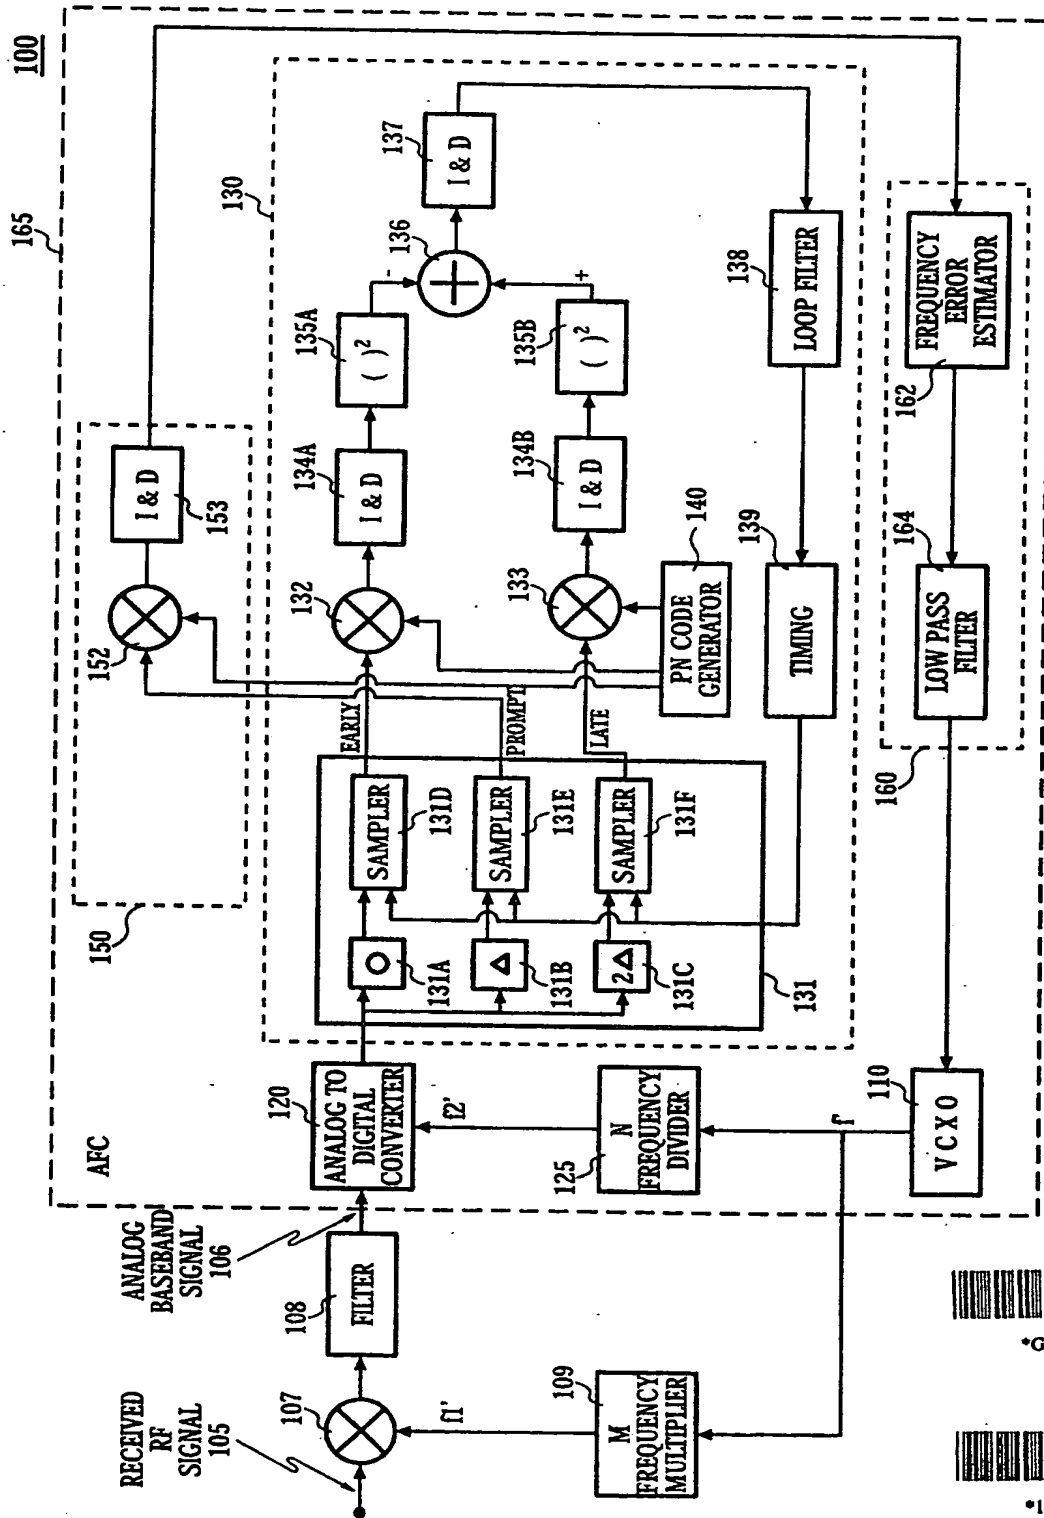 100
165
AFC
RECEIVED
RF
SIGNAL
105
107
ANALOG
BASEBAND
SIGNAL
106
108
FILTER
f1'
109
M
FREQUENCY
MULTIPLIER
120
ANALOG TO
DIGITAL
CONVERTER
f2'
125
N
FREQUENCY
DIVIDER
f'
110
V C X O
150
152
I & D
153
130
131
O
131A
Δ
131B
2Δ
131C
SAMPLER
131D
SAMPLER
131E
SAMPLER
131F
EARLY
PROMPT
LATE
132
133
134A
I & D
134B
I & D
135A
( )²
135B
( )²
-
+
136
137
I & D
PN CODE
GENERATOR
140
138
LOOP FILTER
139
TIMING
160
162
FREQUENCY
ERROR
ESTIMATOR
164
LOW PASS
FILTER
*G
*1